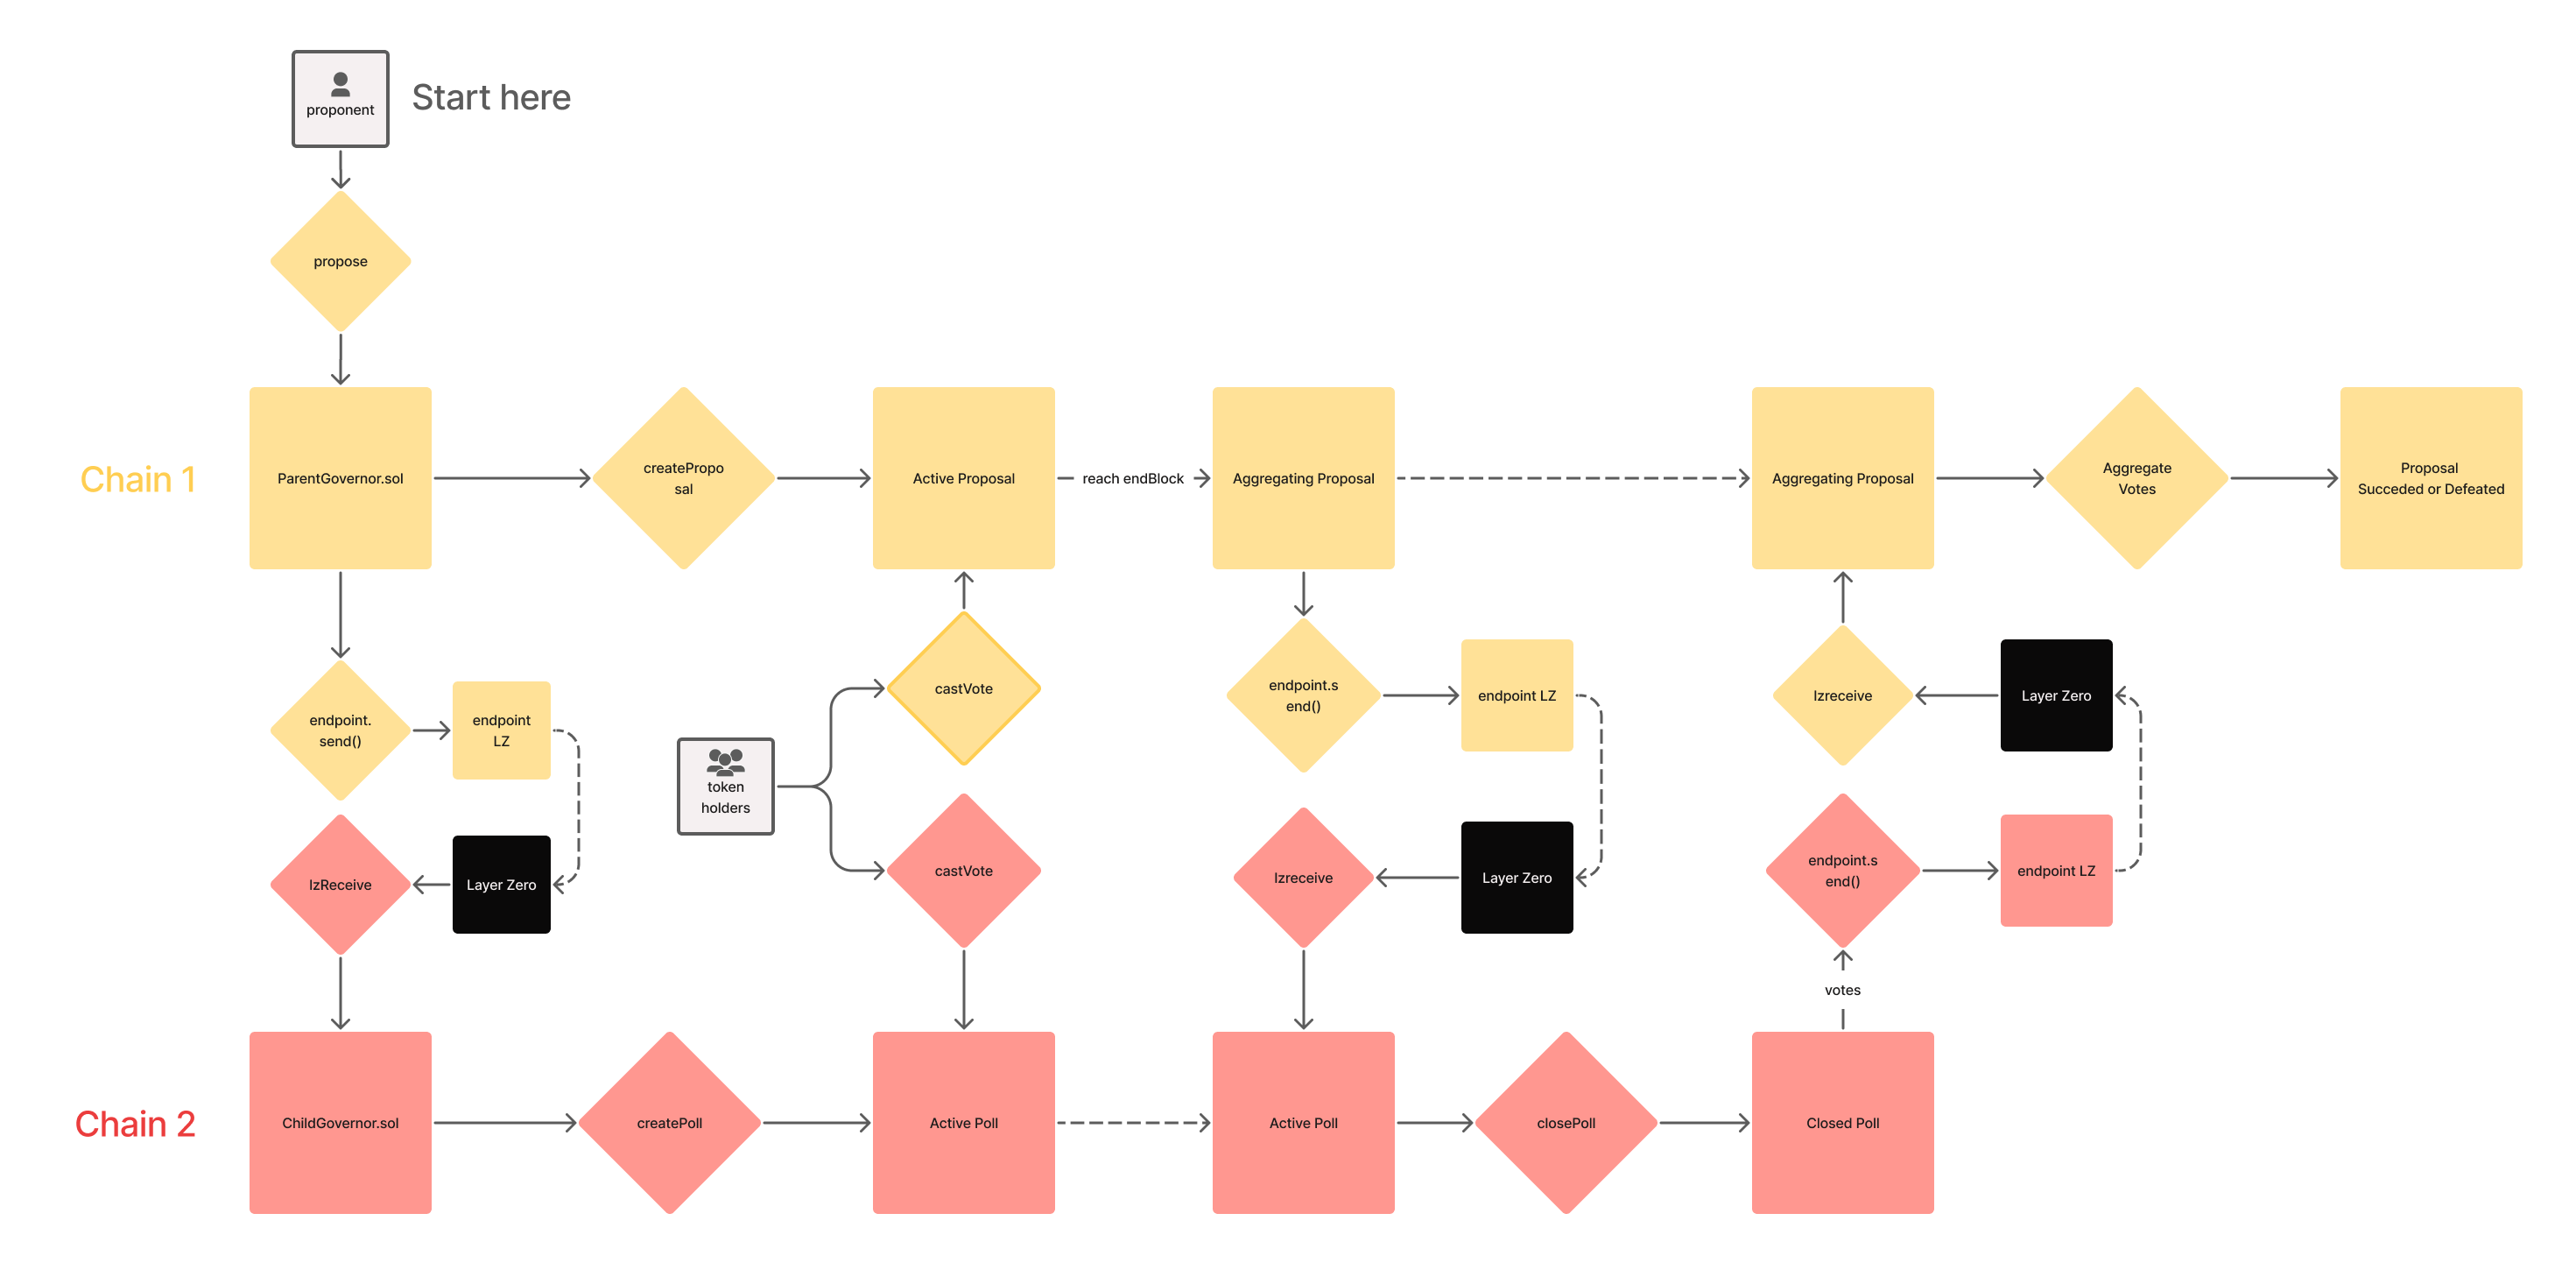 proponent
Start here
propose
Chain 1
ParentGovernor.sol
createPropo
sal
Active Proposal
reach endBlock
Aggregating Proposal
Aggregating Proposal
Aggregate
Votes
Proposal
Succeded or Defeated
endpoint.
send()
endpoint
LZ
lzReceive
Layer Zero
token
holders
castVote
castVote
endpoint.s
end()
endpoint LZ
lzreceive
Layer Zero
lzreceive
Layer Zero
endpoint.s
end()
endpoint LZ
votes
Chain 2
ChildGovernor.sol
createPoll
Active Poll
Active Poll
closePoll
Closed Poll